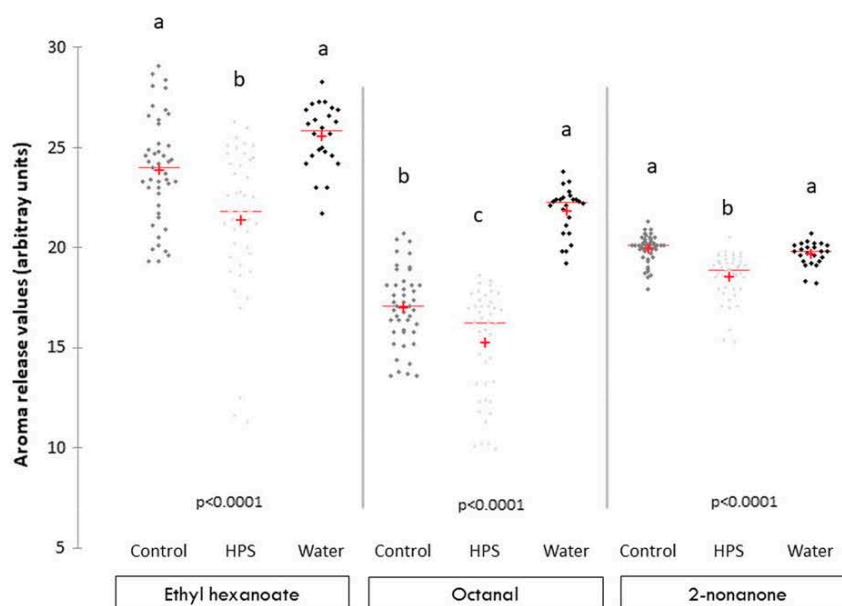 Aroma release values (arbitray units)
30
25
20
15
10
5
a
b
a
b
c
a
a
b
a
p<0.0001
p<0.0001
p<0.0001
Control HPS Water Control HPS Water Control HPS Water
Ethyl hexanoate Octanal 2-nonanone